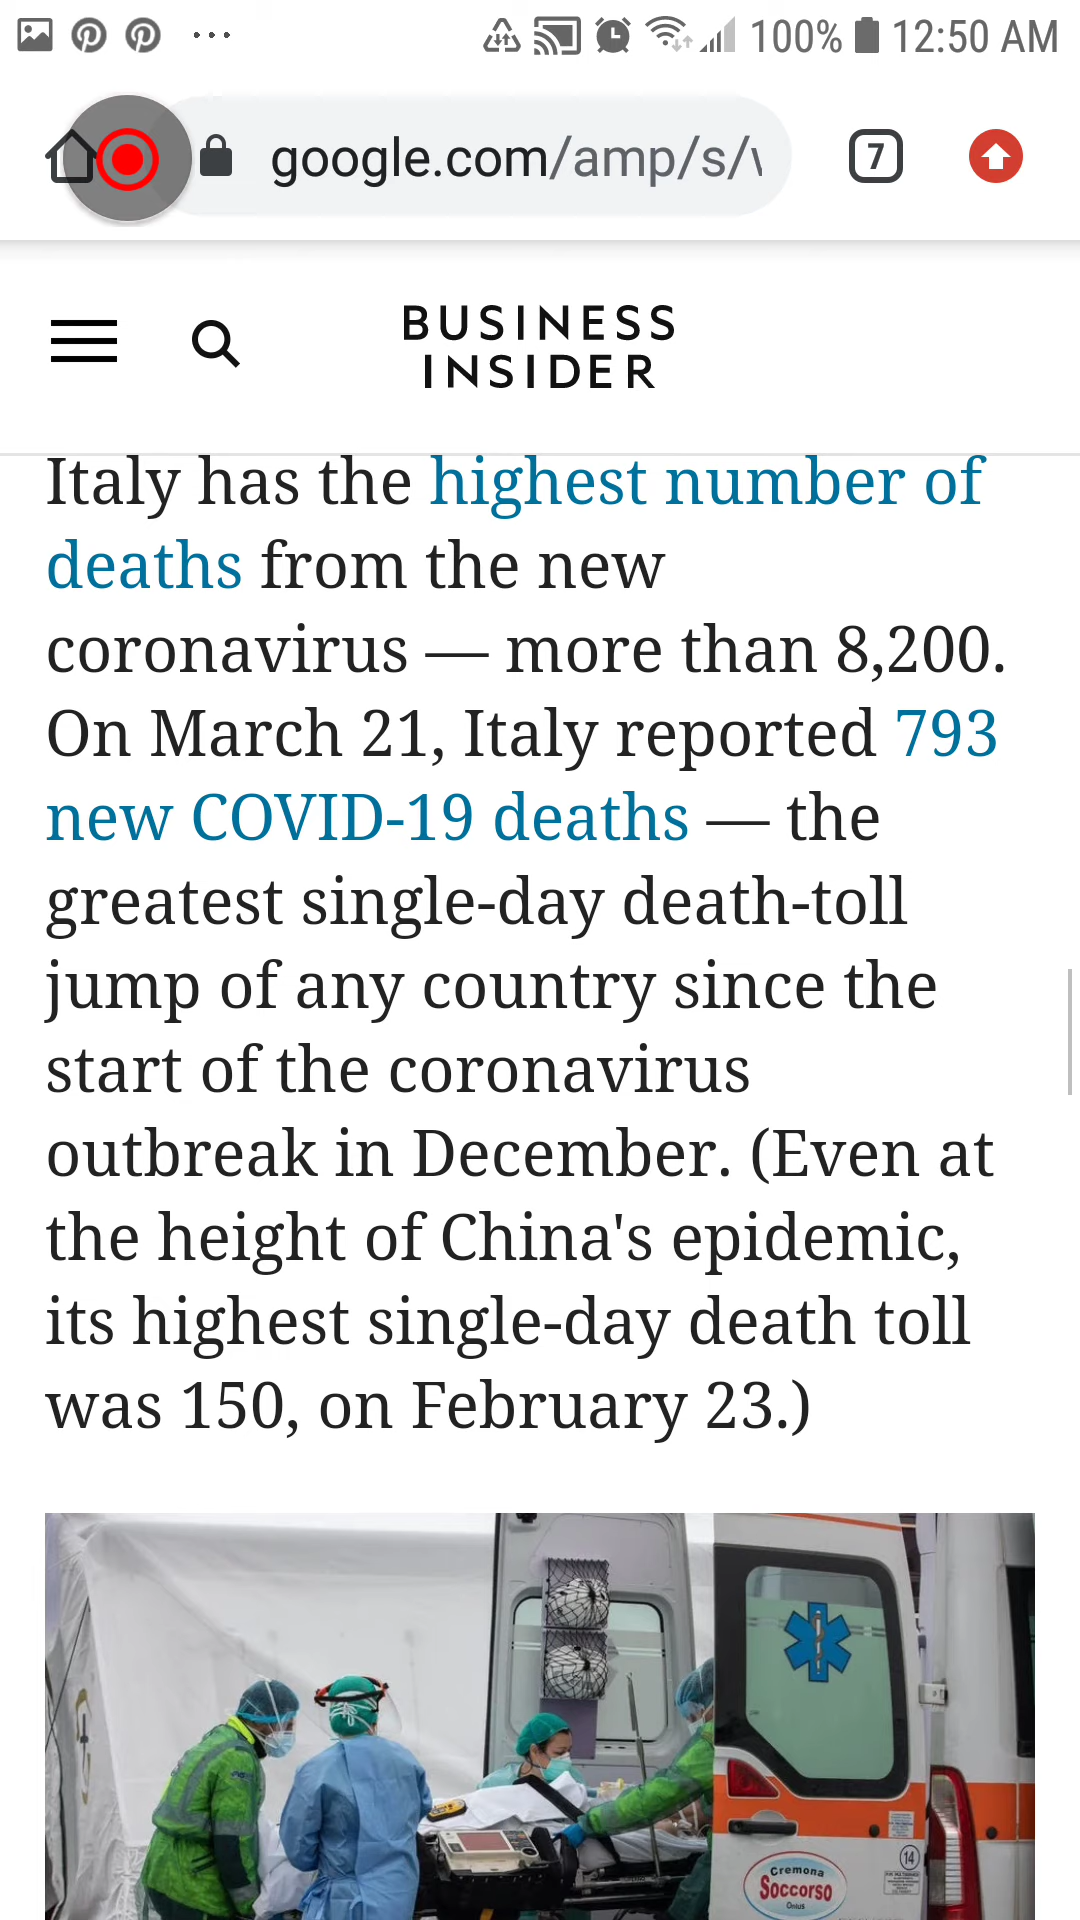 100% 12:50 AM
google.com/amp/s/
7
BUSINESS
INSIDER
Italy has the highest number of
deaths from the new
coronavirus — more than 8,200.
On March 21, Italy reported 793
new COVID-19 deaths — the
greatest single-day death-toll
jump of any country since the
start of the coronavirus
outbreak in December. (Even at
the height of China's epidemic,
its highest single-day death toll
was 150, on February 23.)
14
Cremona
Soccorso
Onlus